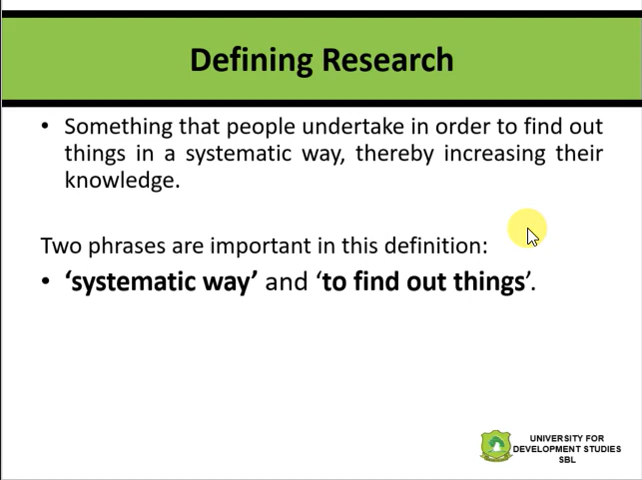 Defining Research
• Something that people undertake in order to find out
things in a systematic way, thereby increasing their
knowledge.
Two phrases are important in this definition:
• ‘systematic way’ and ‘to find out things’.
UNIVERSITY FOR
DEVELOPMENT STUDIES
SBL